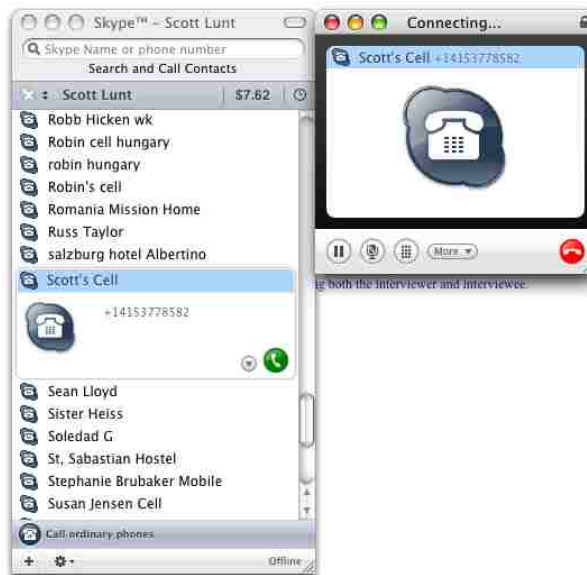 Skype™ – Scott Lunt
Skype Name or phone number
Search and Call Contacts
Scott Lunt $7.62
Robb Hicken wk
Robin cell hungary
robin hungary
Robin's cell
Romania Mission Home
Russ Taylor
salzburg hotel Albertino
Scott's Cell
+14153778582
Sean Lloyd
Sister Heiss
Soledad G
St, Sabastian Hostel
Stephanie Brubaker Mobile
Susan Jensen Cell
Call ordinary phones
Offline
Connecting...
Scott's Cell +14153778582
More
both the interviewer and interviewee.